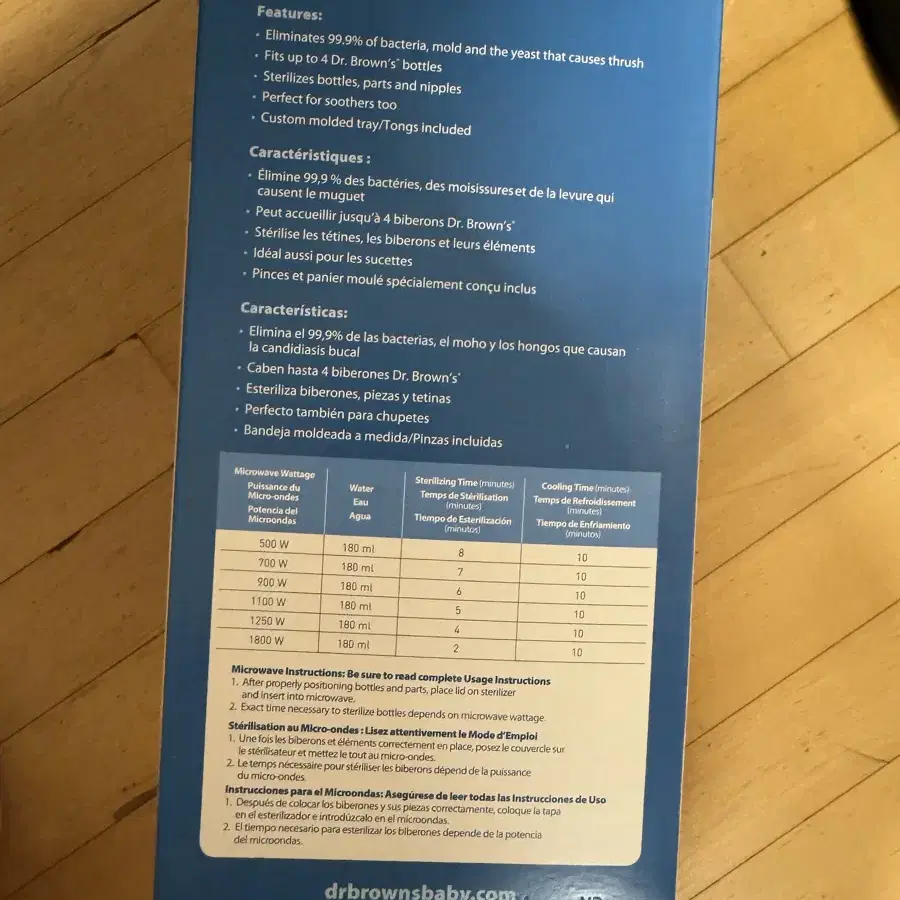 Features:
• Eliminates 99.9% of bacteria, mold and the yeast that causes thrush
• Fits up to 4 Dr. Brown's® bottles
• Sterilizes bottles, parts and nipples
• Perfect for soothers too
• Custom molded tray/Tongs included
Caractéristiques :
• Élimine 99,9 % des bactéries, des moisissures et de la levure qui
causent le muguet
• Peut accueillir jusqu'à 4 biberons Dr. Brown's®
• Stérilise les tétines, les biberons et leurs éléments
• Idéal aussi pour les sucettes
• Pinces et panier moulé spécialement conçu inclus
Características:
• Elimina el 99,9% de las bacterias, el moho y los hongos que causan
la candidiasis bucal
• Caben hasta 4 biberones Dr. Brown's®
• Esteriliza biberones, piezas y tetinas
• Perfecto también para chupetes
• Bandeja moldeada a medida/Pinzas incluidas
Microwave Wattage
Puissance du
Micro-ondes
Potencia del
Microondas
Water
Eau
Agua
Sterilizing Time (minutes)
Temps de Stérilisation
(minutes)
Tiempo de Esterilización
(minutos)
Cooling Time (minutes)
Temps de Refroidissement
(minutes)
Tiempo de Enfriamiento
(minutos)
500 W 180 ml 8 10
700 W 180 ml 7 10
900 W 180 ml 6 10
1100 W 180 ml 5 10
1250 W 180 ml 4 10
1800 W 180 ml 2 10
Microwave Instructions: Be sure to read complete Usage Instructions
1. After properly positioning bottles and parts, place lid on sterilizer
and insert into microwave.
2. Exact time necessary to sterilize bottles depends on microwave wattage.
Stérilisation au Micro-ondes : Lisez attentivement le Mode d'Emploi
1. Une fois les biberons et éléments correctement en place, posez le couvercle sur
le stérilisateur et mettez le tout au micro-ondes.
2. Le temps nécessaire pour stériliser les biberons dépend de la puissance
du micro-ondes.
Instrucciones para el Microondas: Asegúrese de leer todas las Instrucciones de Uso
1. Después de colocar los biberones y sus piezas correctamente, coloque la tapa
en el esterilizador e introdúzcalo en el microondas.
2. El tiempo necesario para esterilizar los biberones depende de la potencia
del microondas.
drbrownsbaby.com